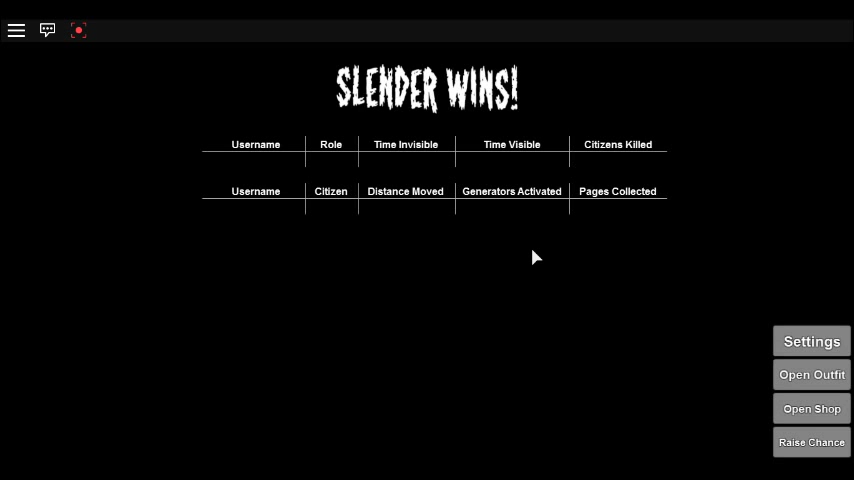 SLENDER WINS!
Username Role Time Invisible Time Visible Citizens Killed
Username Citizen Distance Moved Generators Activated Pages Collected
Settings
Open Outfit
Open Shop
Raise Chance